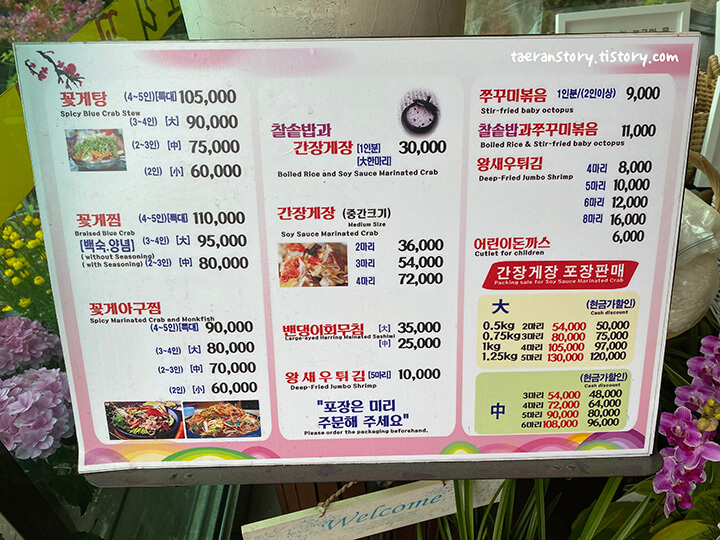 taeranstory.tistory.com
꽃게탕 (4~5인) [특대] 105,000
Spicy Blue Crab Stew
(3~4인) [大] 90,000
(2~3인) [中] 75,000
(2인) [小] 60,000
꽃게찜 (4~5인) [특대] 110,000
Braised Blue Crab
[백숙.양념] (3~4인) [大] 95,000
(without Seasoning)
(with Seasoning) (2~3인) [中] 80,000
꽃게아구찜
Spicy Marinated Crab and Monkfish
(4~5인) [특대] 90,000
(3~4인) [大] 80,000
(2~3인) [中] 70,000
(2인) [小] 60,000
찰솥밥과
간장게장 [1인분] [大한마리] 30,000
Boiled Rice and Soy Sauce Marinated Crab
간장게장 (중간크기)
Medium Size
Soy Sauce Marinated Crab
2마리 36,000
3마리 54,000
4마리 72,000
밴댕이회무침 [大] 35,000
Large-eyed Herring Marinated Sashimi
[中] 25,000
왕새우튀김 [5마리] 10,000
Deep-Fried Jumbo Shrimp
"포장은 미리
주문해 주세요"
Please order the packaging beforehand.
쭈꾸미볶음 1인분/(2인이상) 9,000
Stir-fried baby octopus
찰솥밥과쭈꾸미볶음 11,000
Boiled Rice & Stir-fried baby octopus
왕새우튀김 4마리 8,000
Deep-Fried Jumbo Shrimp
5마리 10,000
6마리 12,000
8마리 16,000
어린이돈까스 6,000
Cutlet for children
간장게장 포장판매
Packing sale for Soy Sauce Marinated Crab
大 (현금가할인)
Cash discount
0.5kg 2마리 54,000 50,000
0.75kg 3마리 80,000 75,000
1kg 4마리 105,000 97,000
1.25kg 5마리 130,000 120,000
中 (현금가할인)
Cash discount
3마리 54,000 48,000
4마리 72,000 64,000
5마리 90,000 80,000
6마리 108,000 96,000
Welcome